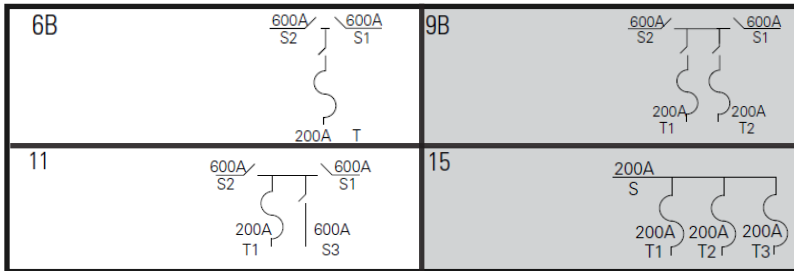 6B
600A 600A
S2 S1
200A T
9B
600A 600A
S2 S1
200A 200A
T1 T2
11
600A 600A
S2 S1
200A 600A
T1 S3
15
200A
S
200A 200A 200A
T1 T2 T3